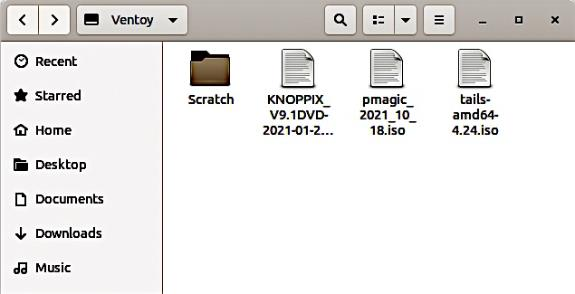 Ventoy
Recent
Starred
Home
Desktop
Documents
Downloads
Music
Scratch
KNOPPIX_
V9.1DVD-
2021-01-2...
pmagic_
2021_10_
18.iso
tails-
amd64-
4.24.iso